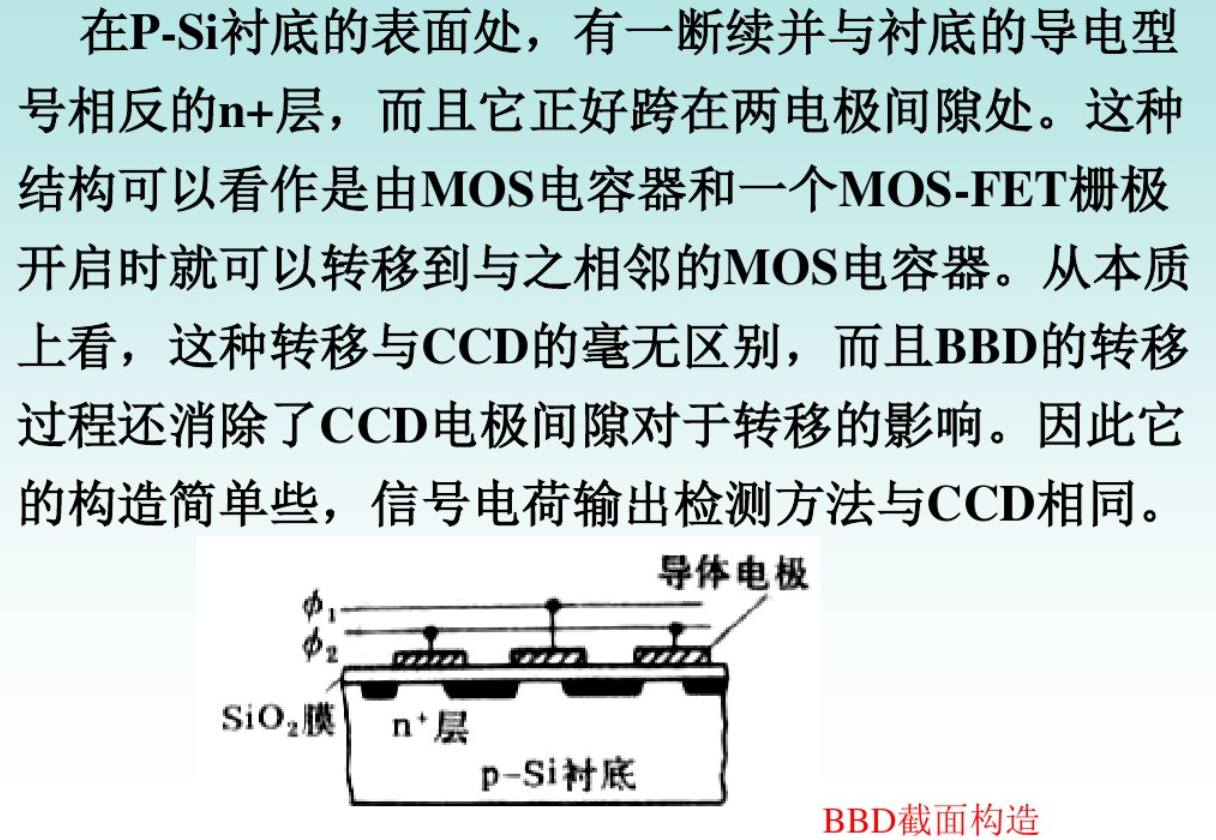 在P-Si衬底的表面处，有一断续并与衬底的导电型
号相反的n+层，而且它正好跨在两电极间隙处。这种
结构可以看作是由MOS电容器和一个MOS-FET栅极
开启时就可以转移到与之相邻的MOS电容器。从本质
上看，这种转移与CCD的毫无区别，而且BBD的转移
过程还消除了CCD电极间隙对于转移的影响。因此它
的构造简单些，信号电荷输出检测方法与CCD相同。
导体电极
ϕ₁
ϕ₂
SiO₂膜
n⁺层
p-Si衬底
BBD截面构造